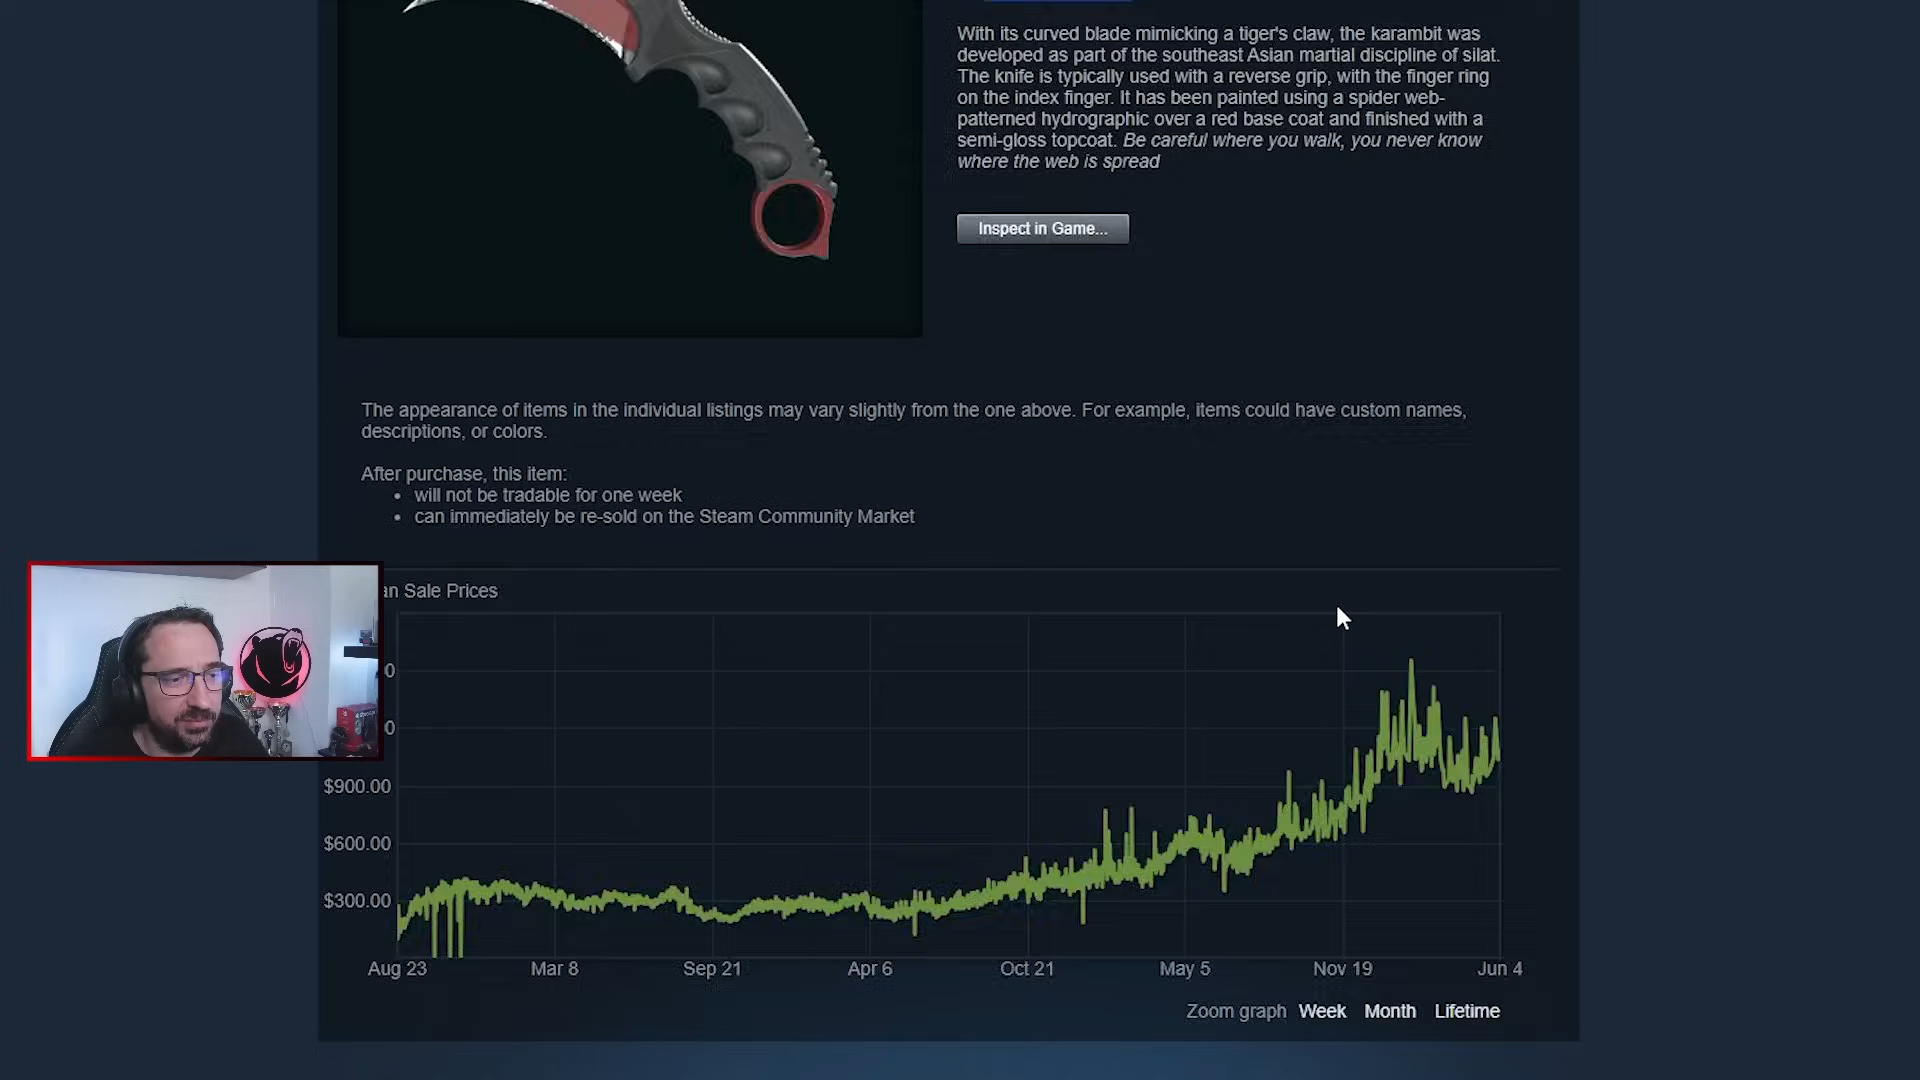 With its curved blade mimicking a tiger's claw, the karambit was
developed as part of the southeast Asian martial discipline of silat.
The knife is typically used with a reverse grip, with the finger ring
on the index finger. It has been painted using a spider web-
patterned hydrographic over a red base coat and finished with a
semi-gloss topcoat. Be careful where you walk, you never know
where the web is spread
Inspect in Game...
The appearance of items in the individual listings may vary slightly from the one above. For example, items could have custom names,
descriptions, or colors.
After purchase, this item:
• will not be tradable for one week
• can immediately be re-sold on the Steam Community Market
an Sale Prices
0
0
$900.00
$600.00
$300.00
Aug 23 Mar 8 Sep 21 Apr 6 Oct 21 May 5 Nov 19 Jun 4
Zoom graph Week Month Lifetime